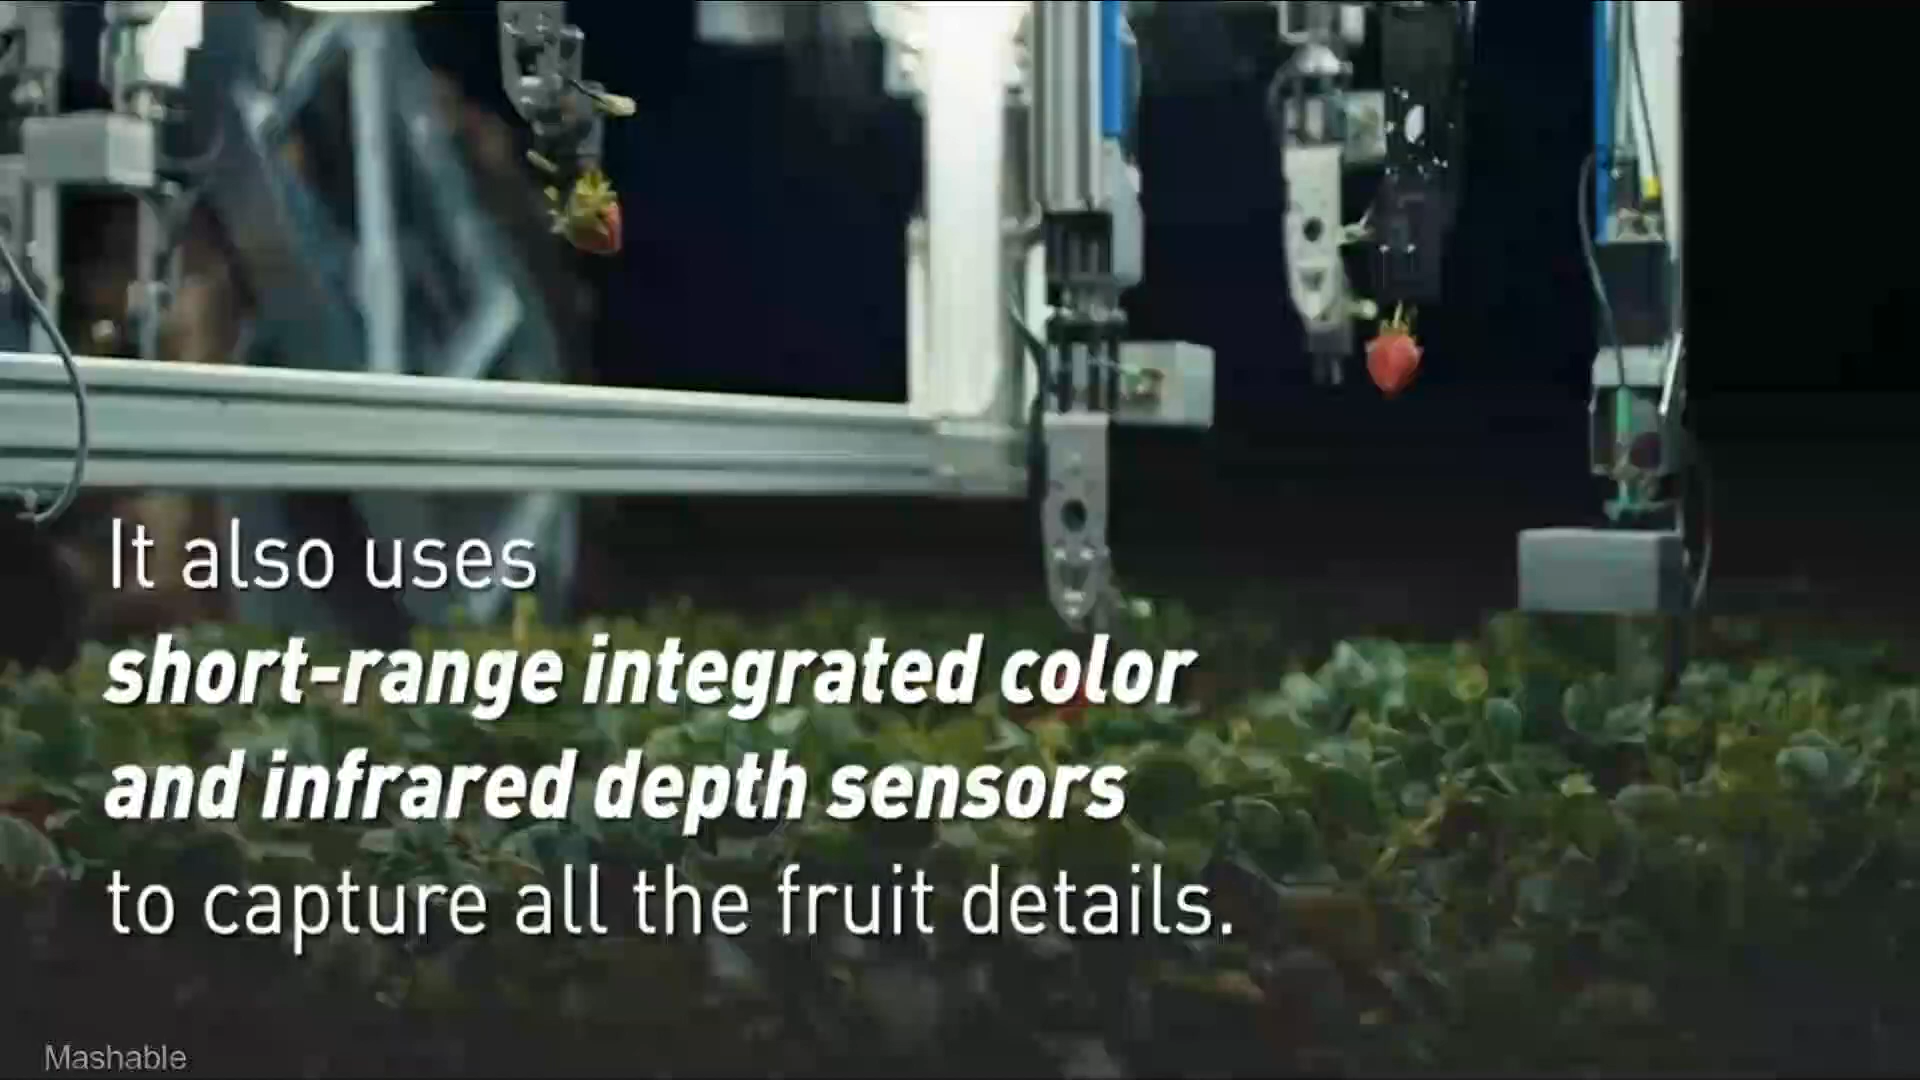 It also uses
short-range integrated color
and infrared depth sensors
to capture all the fruit details.
Mashable